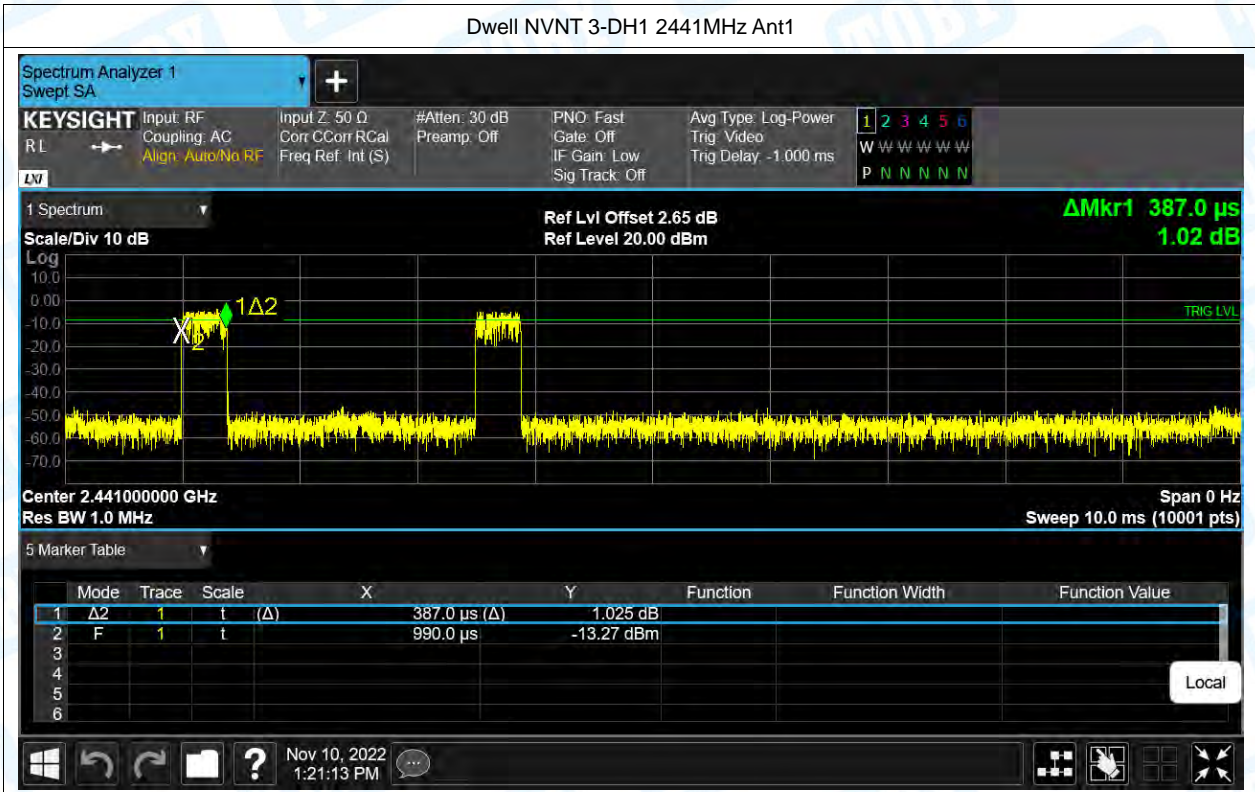 Dwell NVNT 3-DH1 2441MHz Ant1
Spectrum Analyzer 1
Swept SA
+
KEYSIGHT Input: RF Input Z: 50 Ω #Atten: 30 dB PNO: Fast Avg Type: Log-Power 1 2 3 4 5 6
RL Coupling: AC Corr CCorr RCal Preamp: Off Gate: Off Trig: Video W W W W W W
Align: Auto/No RF Freq Ref: Int (S) IF Gain: Low Trig Delay: -1.000 ms
LXI Sig Track: Off P N N N N N
1 Spectrum Ref Lvl Offset 2.65 dB ΔMkr1 387.0 µs
Scale/Div 10 dB Ref Level 20.00 dBm 1.02 dB
Log
10.0
0.00 1Δ2
TRIG LVL
-10.0
2
-20.0
-30.0
-40.0
-50.0
-60.0
-70.0
Center 2.441000000 GHz Span 0 Hz
Res BW 1.0 MHz Sweep 10.0 ms (10001 pts)
5 Marker Table
Mode Trace Scale X Y Function Function Width Function Value
1 Δ2 1 t (Δ) 387.0 µs (Δ) 1.025 dB
2 F 1 t 990.0 µs -13.27 dBm
3
4
5
6
Local
? Nov 10, 2022
1:21:13 PM